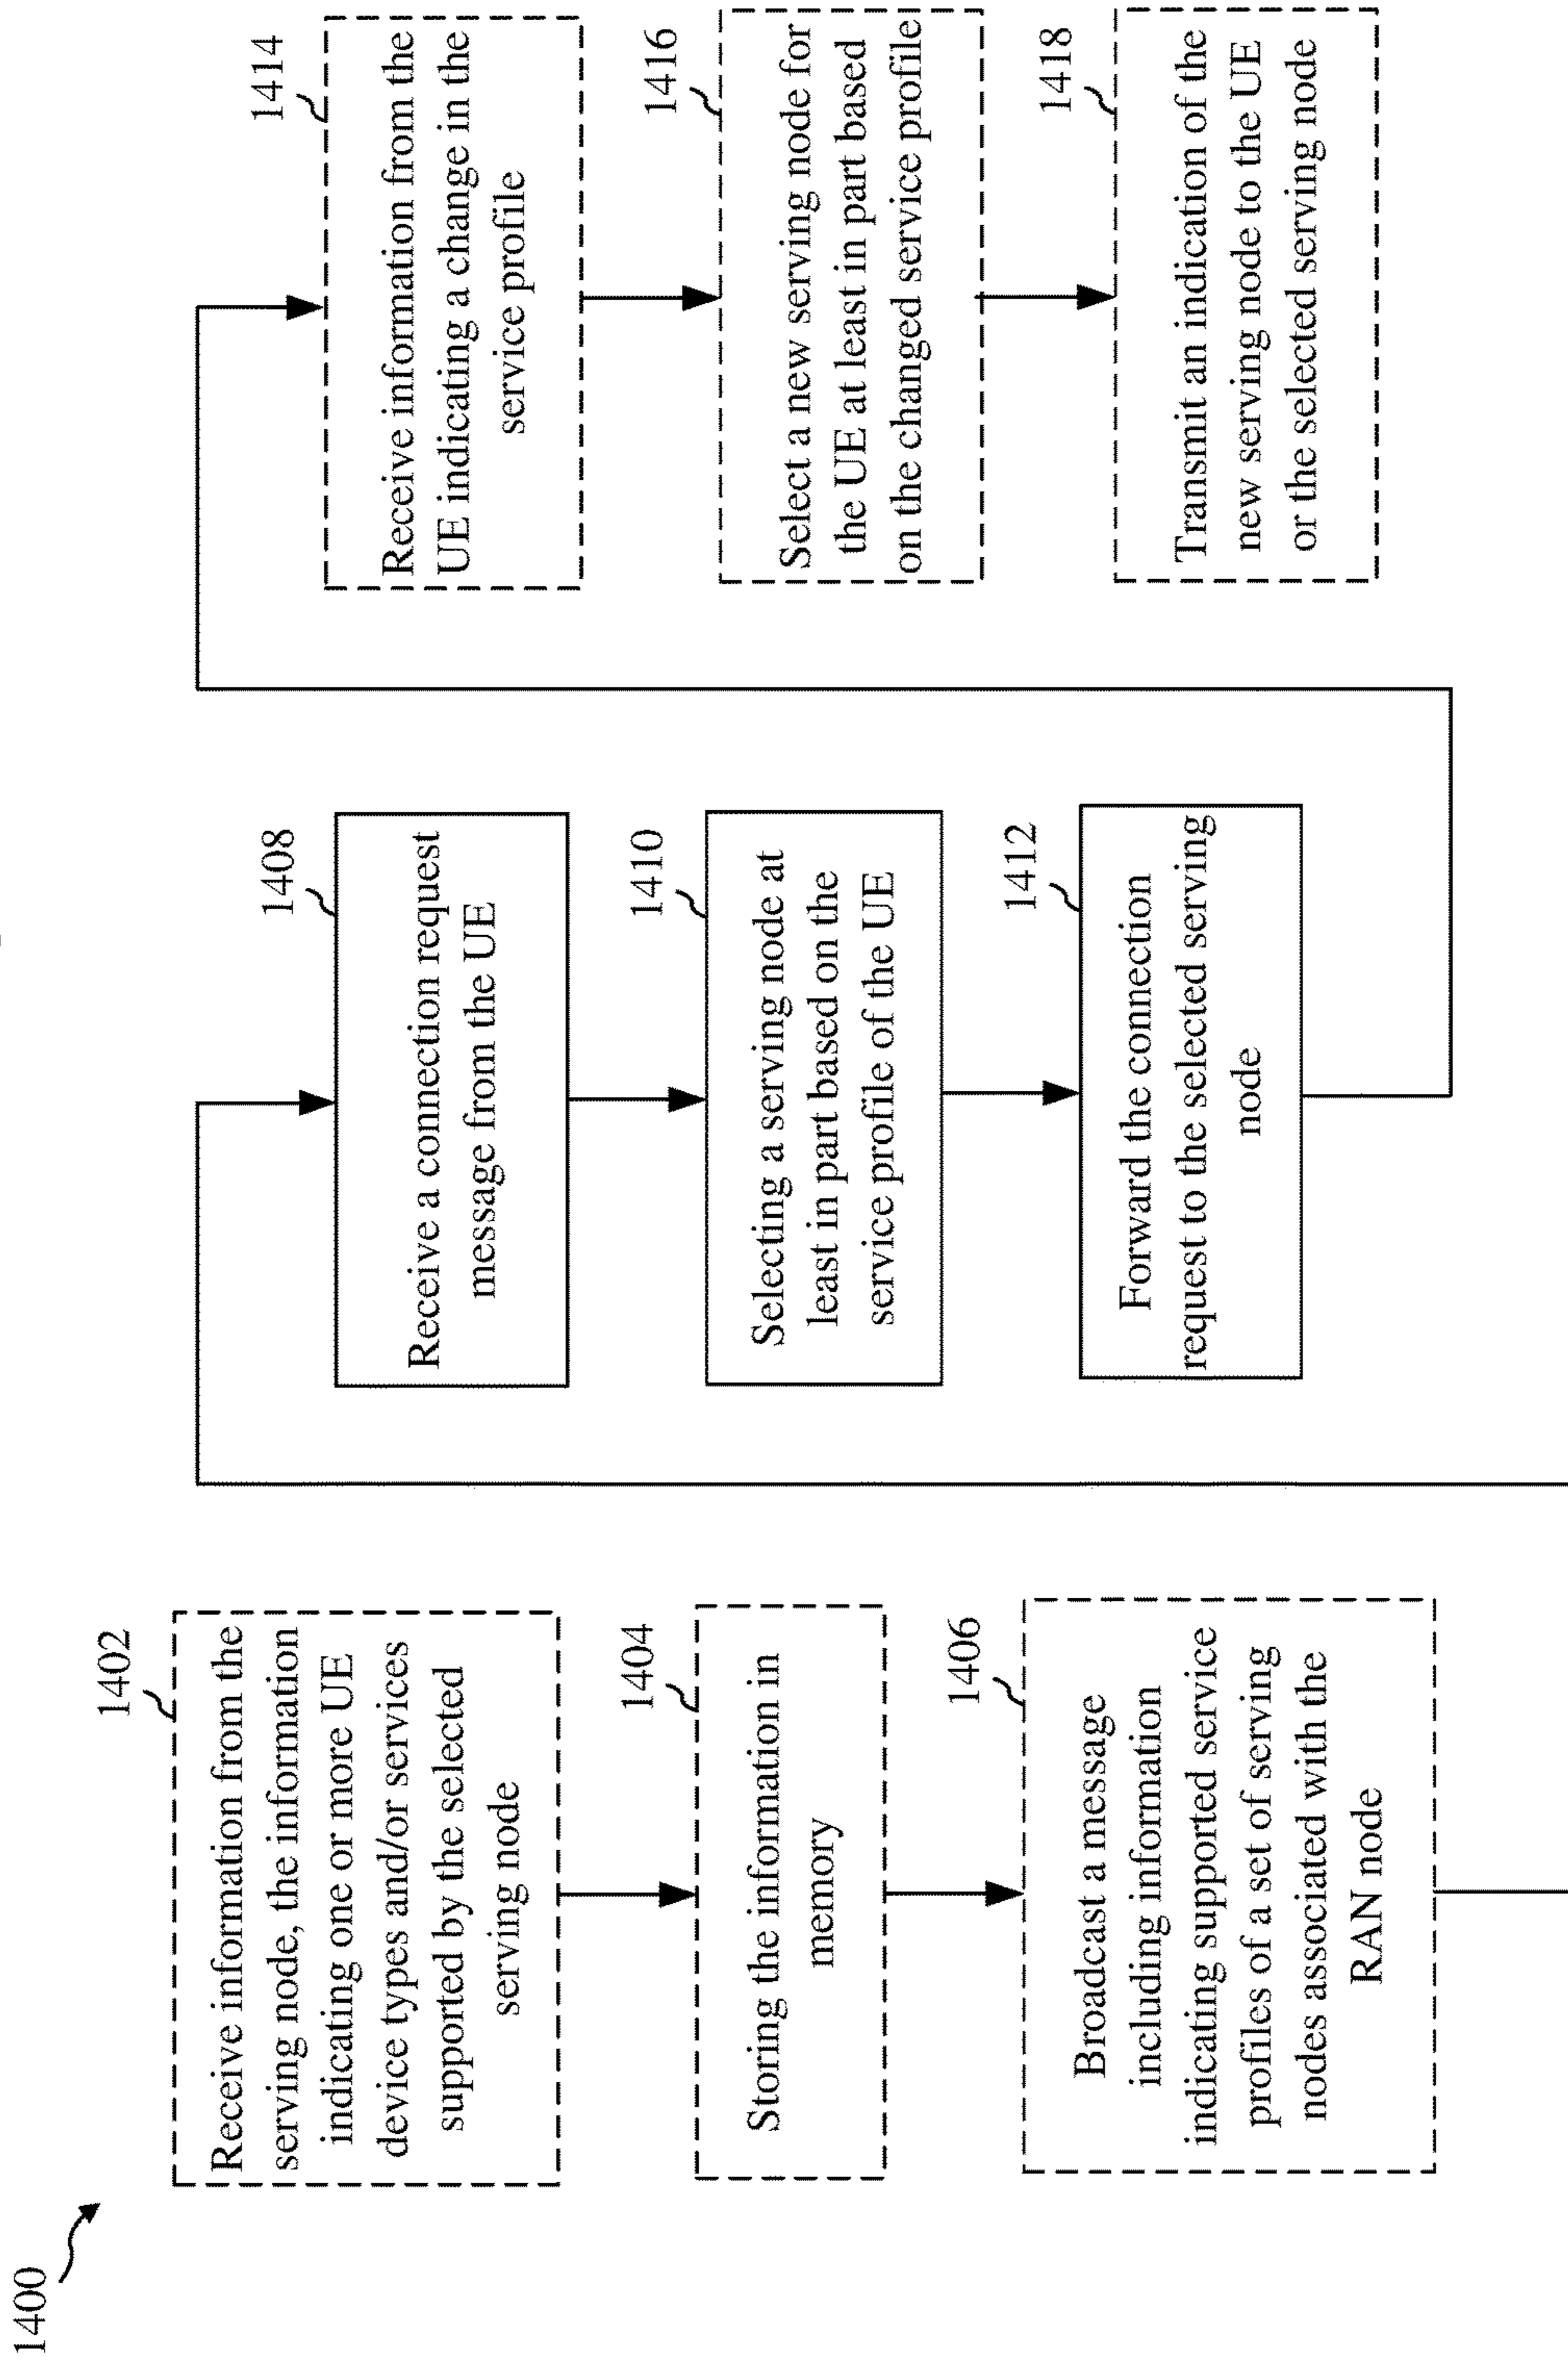 1400
1402
Receive information from the
serving node, the information
indicating one or more UE
device types and/or services
supported by the selected
serving node
1404
Storing the information in
memory
1406
Broadcast a message
including information
indicating supported service
profiles of a set of serving
nodes associated with the
RAN node
1408
Receive a connection request
message from the UE
1410
Selecting a serving node at
least in part based on the
service profile of the UE
1412
Forward the connection
request to the selected serving
node
1414
Receive information from the
UE indicating a change in the
service profile
1416
Select a new serving node for
the UE at least in part based
on the changed service profile
1418
Transmit an indication of the
new serving node to the UE
or the selected serving node